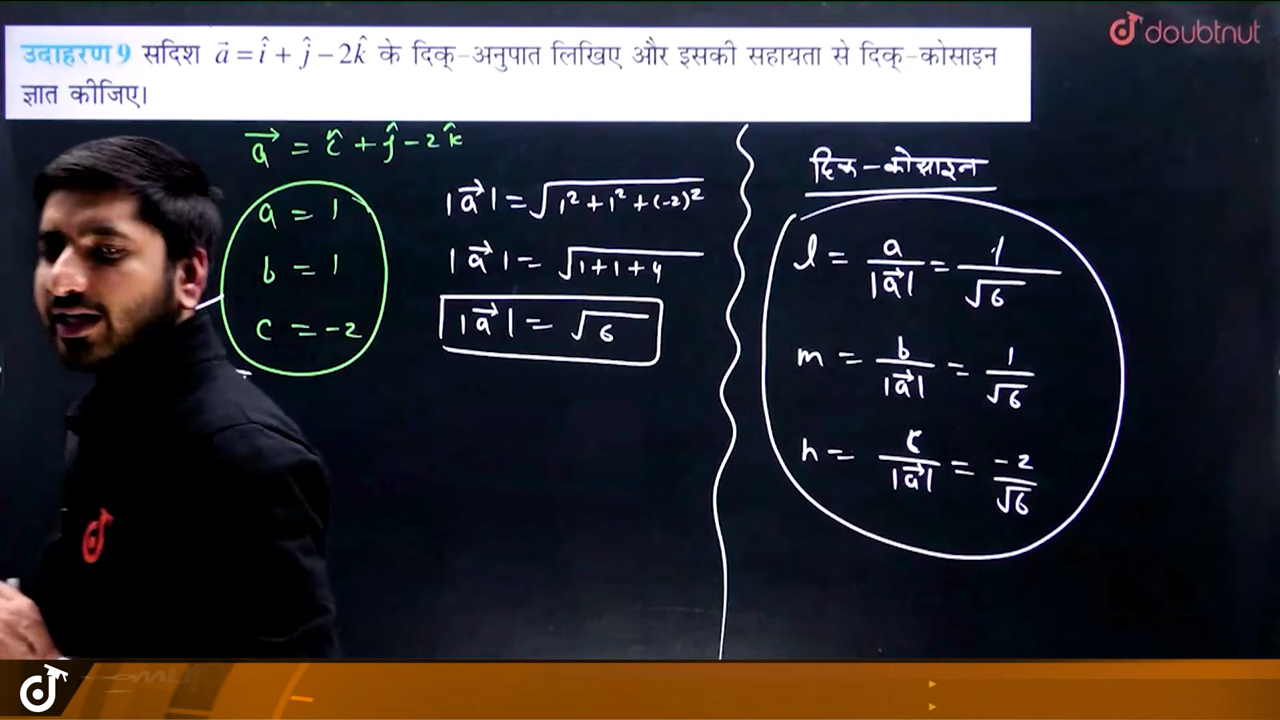 doubtnut
उदाहरण 9 सदिश a⃗ = î + ĵ – 2k̂ के दिक्-अनुपात लिखिए और इसकी सहायता से दिक्-कोसाइन
ज्ञात कीजिए।
a⃗ = î + ĵ - 2k̂
a = 1
b = 1
c = -2
|a⃗| = √1² + 1² + (-2)²
|a⃗| = √1+1+4
|a⃗| = √6
दिक-कोसाइन
l = a/|a⃗| = 1/√6
m = b/|a⃗| = 1/√6
n = c/|a⃗| = -2/√6